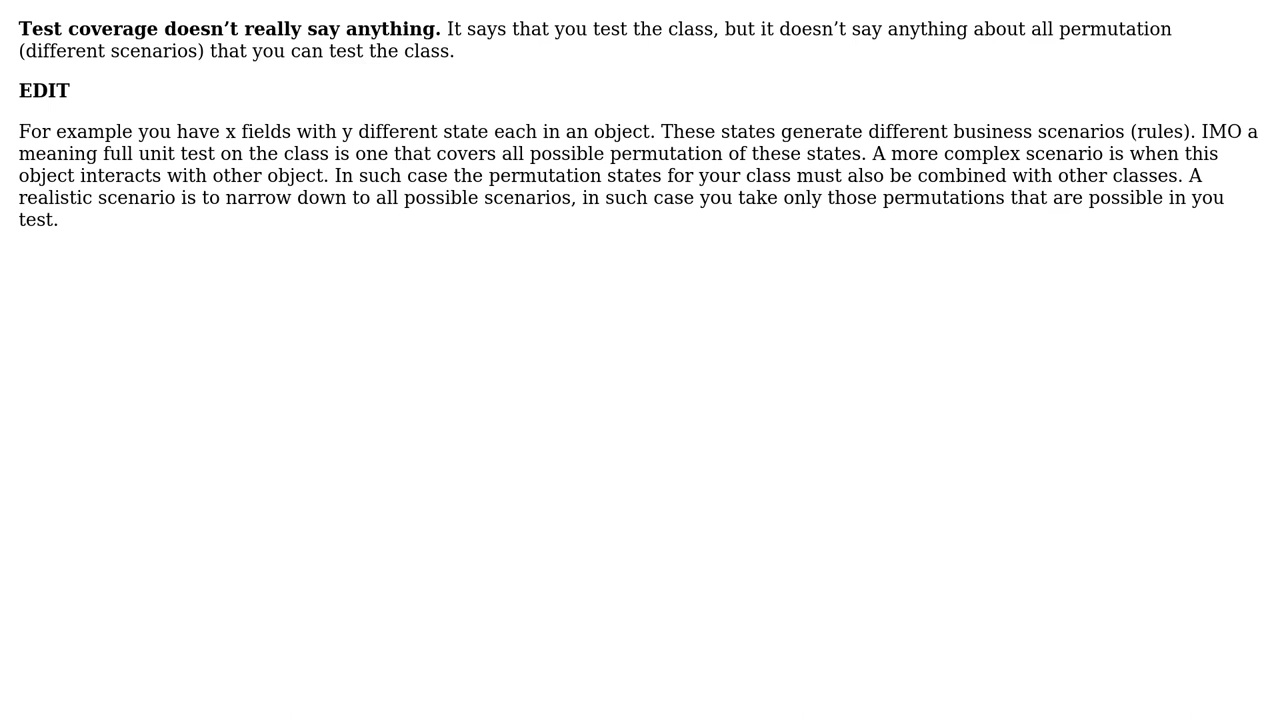 Test coverage doesn’t really say anything. It says that you test the class, but it doesn’t say anything about all permutation
(different scenarios) that you can test the class.
EDIT
For example you have x fields with y different state each in an object. These states generate different business scenarios (rules). IMO a
meaning full unit test on the class is one that covers all possible permutation of these states. A more complex scenario is when this
object interacts with other object. In such case the permutation states for your class must also be combined with other classes. A
realistic scenario is to narrow down to all possible scenarios, in such case you take only those permutations that are possible in you
test.